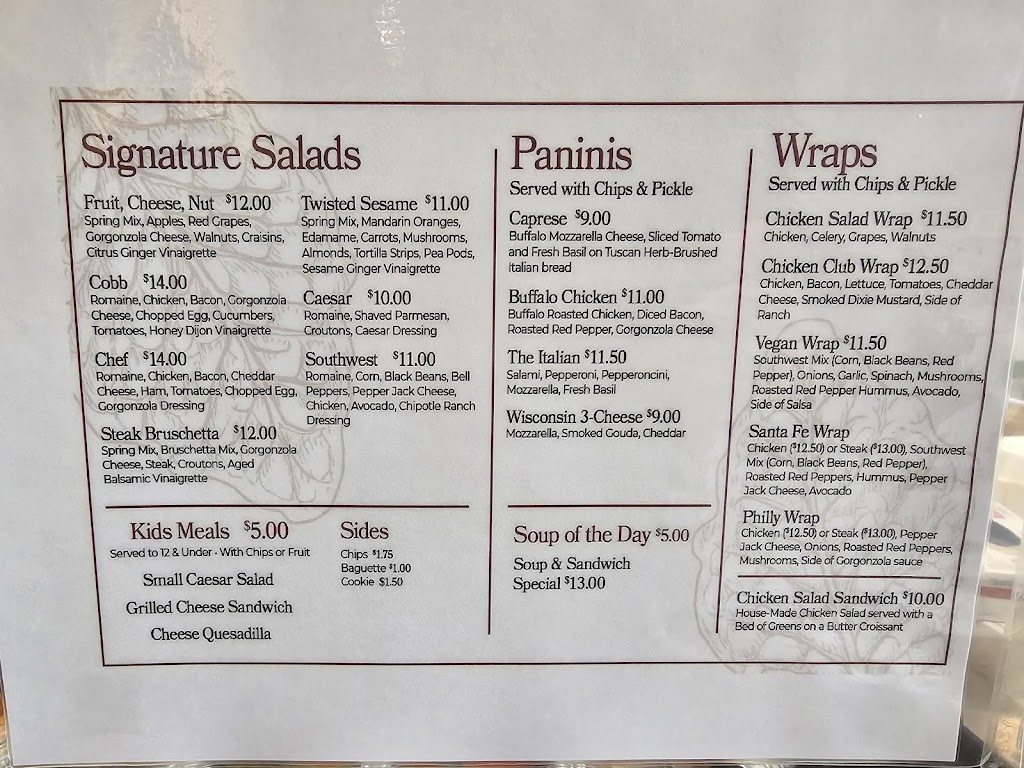 Signature Salads
Fruit, Cheese, Nut $12.00
Spring Mix, Apples, Red Grapes,
Gorgonzola Cheese, Walnuts, Craisins,
Citrus Ginger Vinaigrette
Cobb $14.00
Romaine, Chicken, Bacon, Gorgonzola
Cheese, Chopped Egg, Cucumbers,
Tomatoes, Honey Dijon Vinaigrette
Chef $14.00
Romaine, Chicken, Bacon, Cheddar
Cheese, Ham, Tomatoes, Chopped Egg,
Gorgonzola Dressing
Steak Bruschetta $12.00
Spring Mix, Bruschetta Mix, Gorgonzola
Cheese, Steak, Croutons, Aged
Balsamic Vinaigrette
Twisted Sesame $11.00
Spring Mix, Mandarin Oranges,
Edamame, Carrots, Mushrooms,
Almonds, Tortilla Strips, Pea Pods,
Sesame Ginger Vinaigrette
Caesar $10.00
Romaine, Shaved Parmesan,
Croutons, Caesar Dressing
Southwest $11.00
Romaine, Corn, Black Beans, Bell
Peppers, Pepper Jack Cheese,
Chicken, Avocado, Chipotle Ranch
Dressing
Kids Meals $5.00
Served to 12 & Under - With Chips or Fruit
Small Caesar Salad
Grilled Cheese Sandwich
Cheese Quesadilla
Sides
Chips $1.75
Baguette $1.00
Cookie $1.50
Paninis
Served with Chips & Pickle
Caprese $9.00
Buffalo Mozzarella Cheese, Sliced Tomato
and Fresh Basil on Tuscan Herb-Brushed
Italian bread
Buffalo Chicken $11.00
Buffalo Roasted Chicken, Diced Bacon,
Roasted Red Pepper, Gorgonzola Cheese
The Italian $11.50
Salami, Pepperoni, Pepperoncini,
Mozzarella, Fresh Basil
Wisconsin 3-Cheese $9.00
Mozzarella, Smoked Gouda, Cheddar
Soup of the Day $5.00
Soup & Sandwich
Special $13.00
Wraps
Served with Chips & Pickle
Chicken Salad Wrap $11.50
Chicken, Celery, Grapes, Walnuts
Chicken Club Wrap $12.50
Chicken, Bacon, Lettuce, Tomatoes, Cheddar
Cheese, Smoked Dixie Mustard, Side of
Ranch
Vegan Wrap $11.50
Southwest Mix (Corn, Black Beans, Red
Pepper), Onions, Garlic, Spinach, Mushrooms,
Roasted Red Pepper Hummus, Avocado,
Side of Salsa
Santa Fe Wrap
Chicken ($12.50) or Steak ($13.00), Southwest
Mix (Corn, Black Beans, Red Pepper),
Roasted Red Peppers, Hummus, Pepper
Jack Cheese, Avocado
Philly Wrap
Chicken ($12.50) or Steak ($13.00), Pepper
Jack Cheese, Onions, Roasted Red Peppers,
Mushrooms, Side of Gorgonzola sauce
Chicken Salad Sandwich $10.00
House-Made Chicken Salad served with a
Bed of Greens on a Butter Croissant